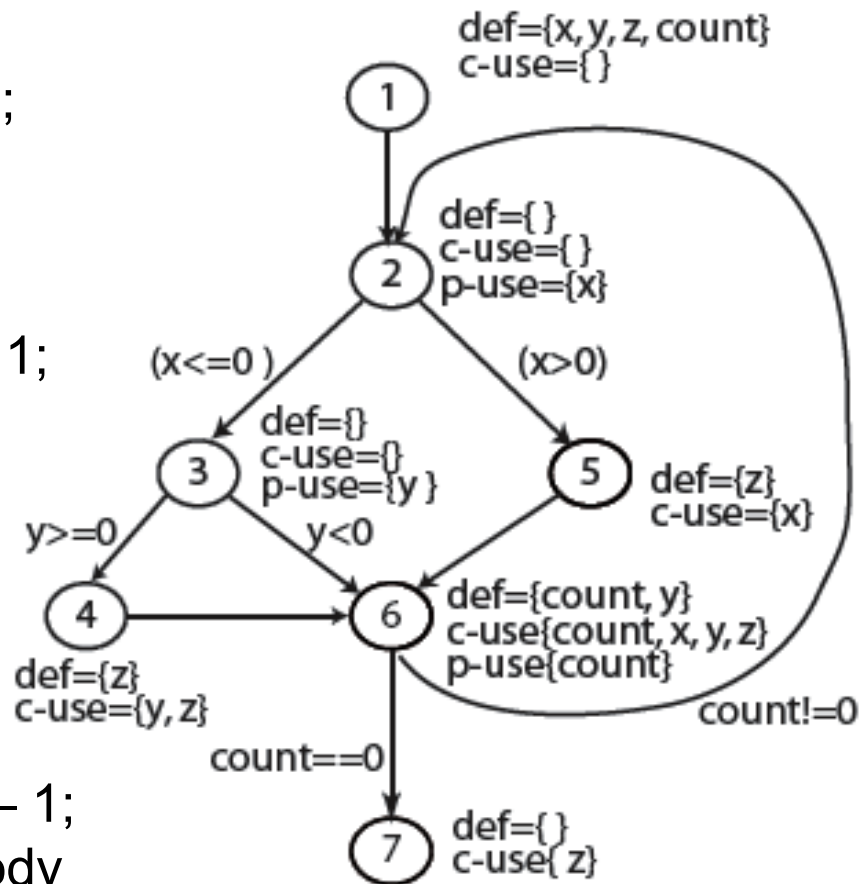 def={x, y, z, count}
c-use={ }
1
;
def={ }
c-use={ }
p-use={x}
2
1;
(x<=0 )
(x>0)
def={}
c-use={}
p-use={y }
3
5
def={z}
c-use={x}
y>=0
y<0
4
6
def={count, y}
c-use{count, x, y, z}
p-use{count}
def={z}
c-use={y, z}
count!=0
count==0
– 1;
7
def={ }
c-use{ z}